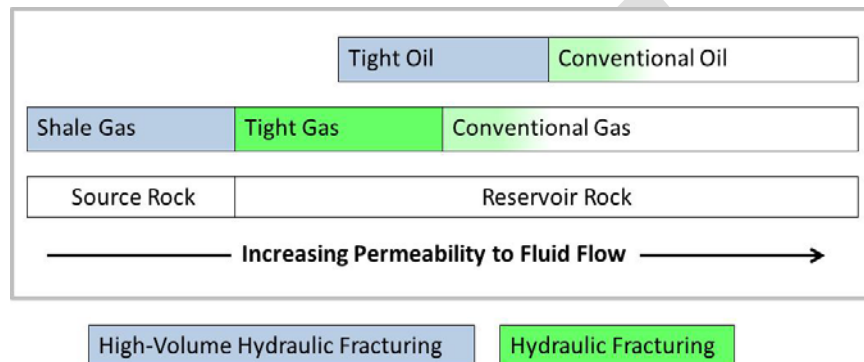 Tight Oil Conventional Oil
Shale Gas Tight Gas Conventional Gas
Source Rock Reservoir Rock
Increasing Permeability to Fluid Flow
High-Volume Hydraulic Fracturing Hydraulic Fracturing